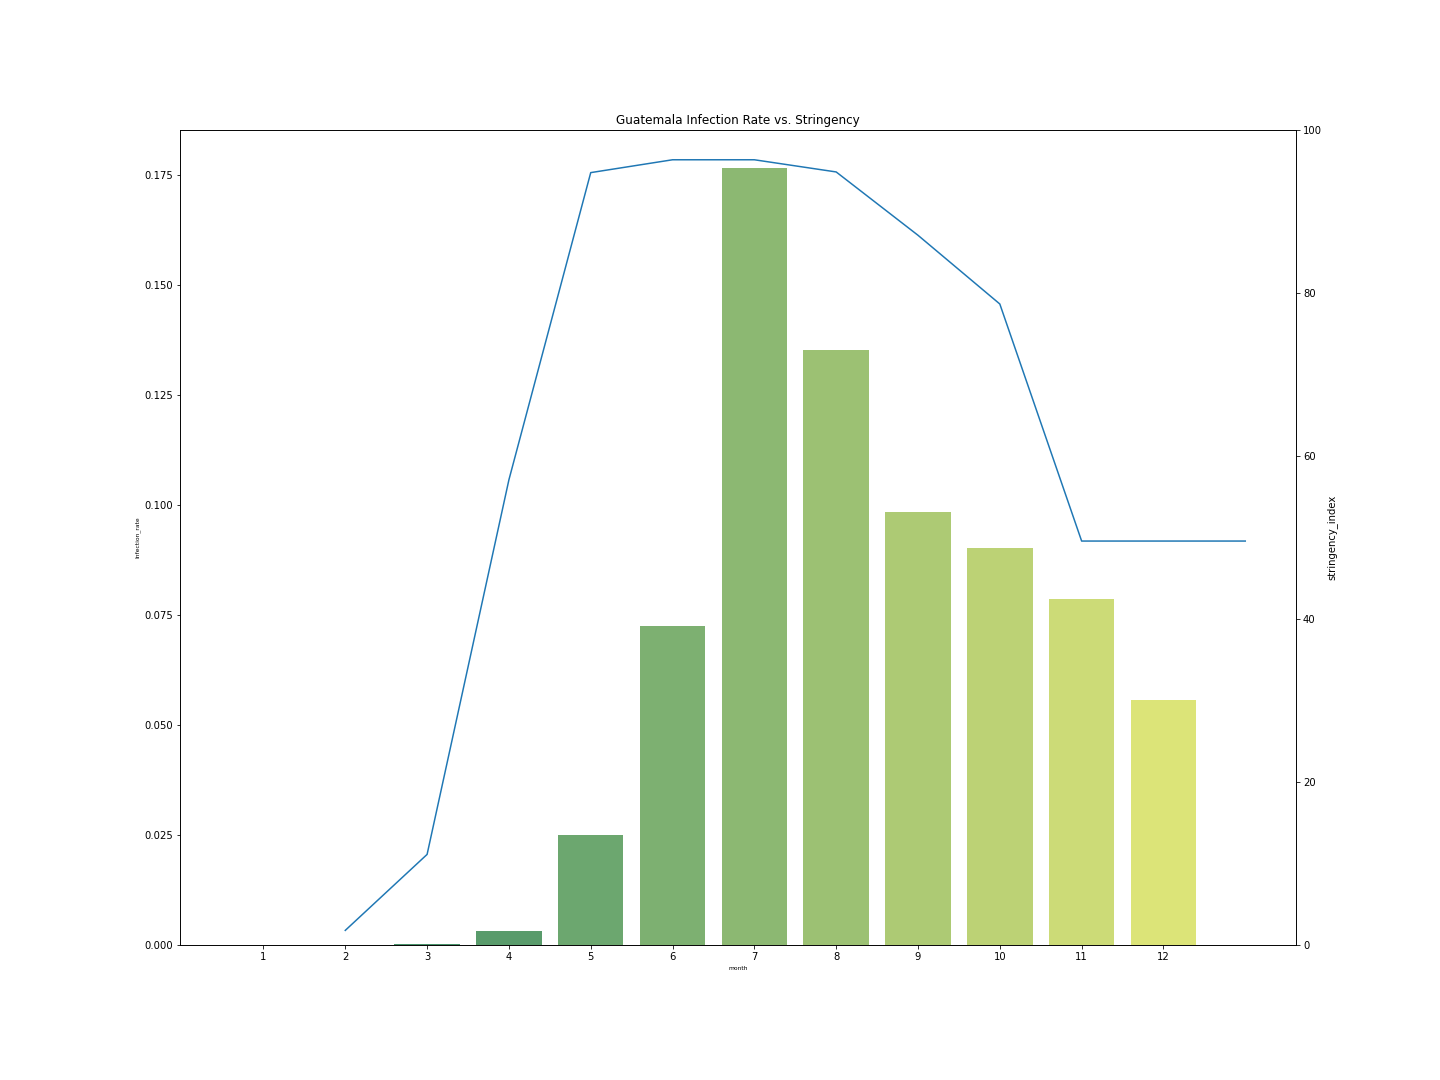 Guatemala Infection Rate vs. Stringency
0.175
0.150
0.125
0.100
0.075
0.050
0.025
0.000
Infection_rate
1 2 3 4 5 6 7 8 9 10 11 12
month
100
80
60
40
20
0
stringency_index